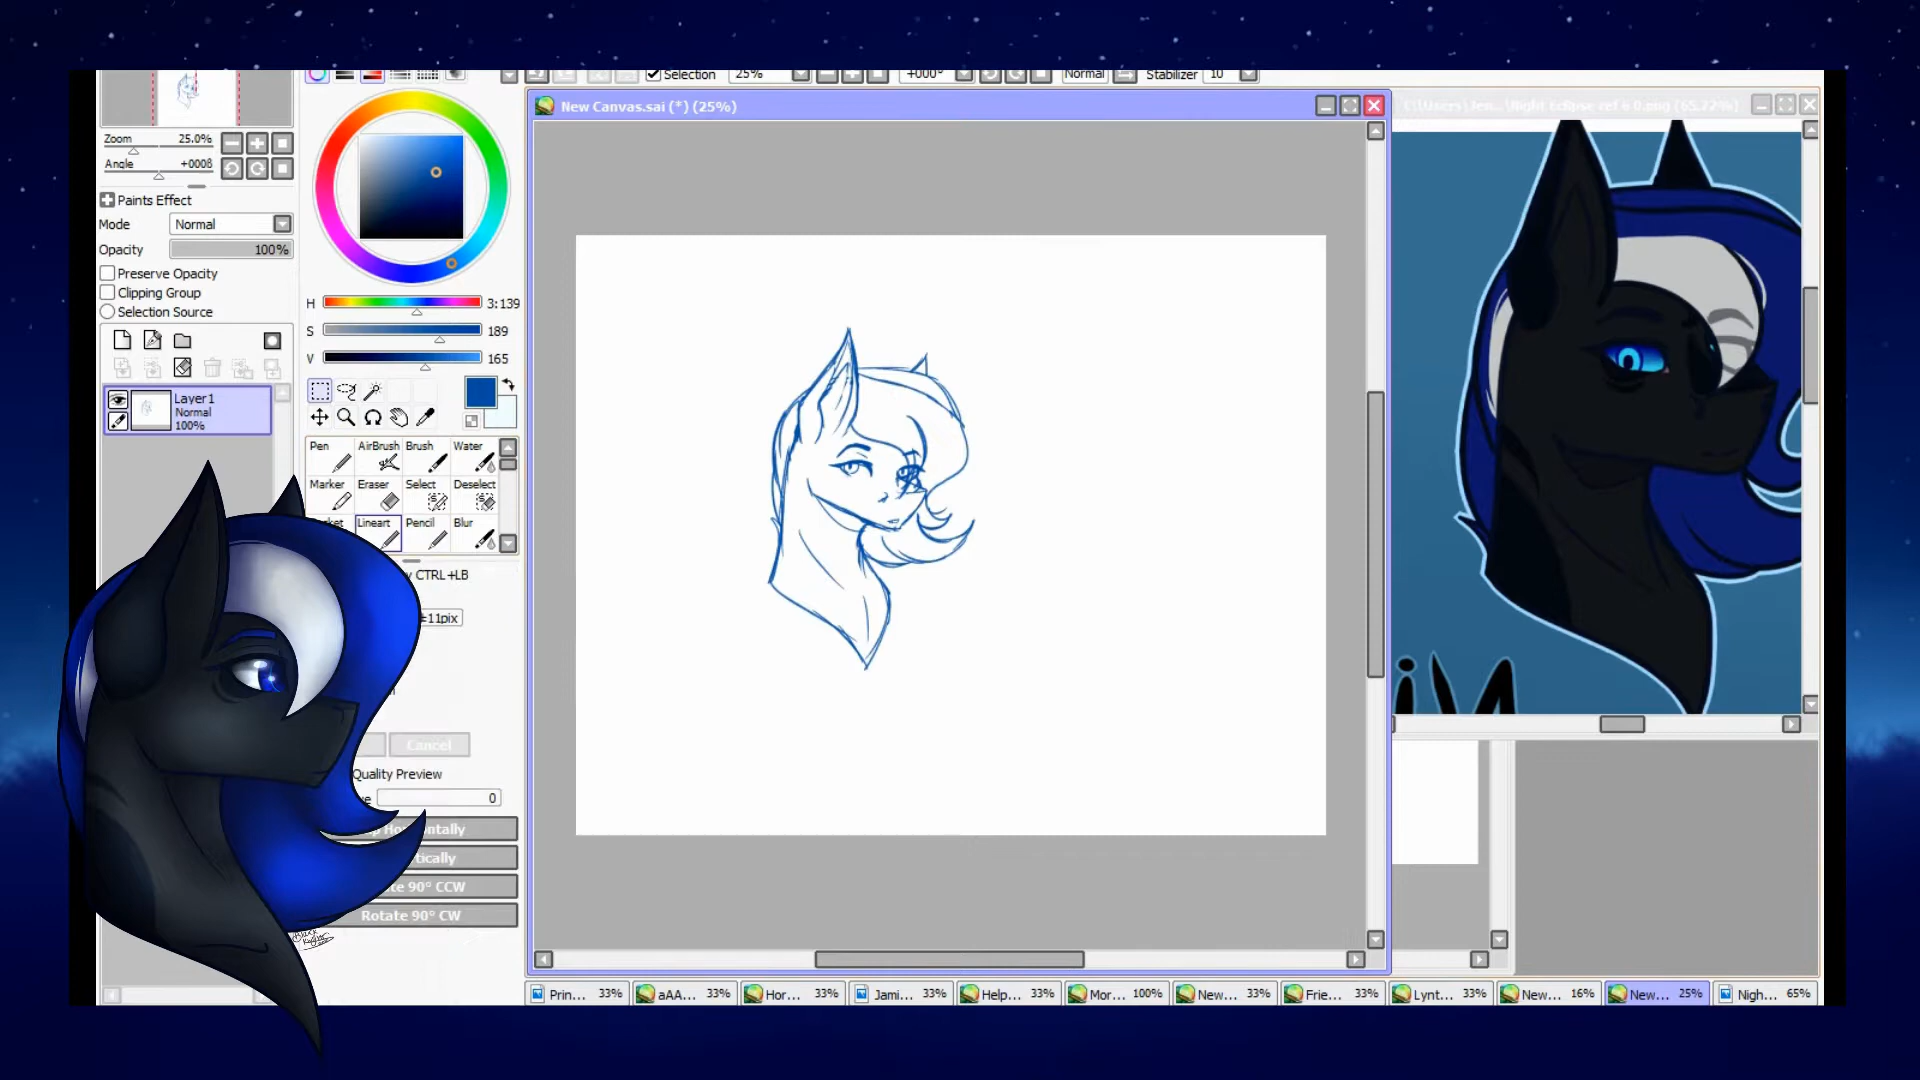 Selection 25% +000° Normal Stabilizer 10
New Canvas.sai (*) (25%)
Zoom 25.0%
Angle +000ß
Paints Effect
Mode Normal
Opacity 100%
Preserve Opacity
Clipping Group
Selection Source
Layer1
Normal
100%
H 3:139
S 189
V 165
Pen AirBrush Brush Water
Marker Eraser Select Deselect
Lineart Pencil Blur
CTRL+LB
±11pix
Cancel
Quality Preview
0
Rotate 90° CW
Prin... 33% aAA... 33% Hor... 33% Jami... 33% Help... 33% Mor... 100% New... 33% Frie... 33% Lynt... 33% New... 16% New... 25% Nigh... 65%